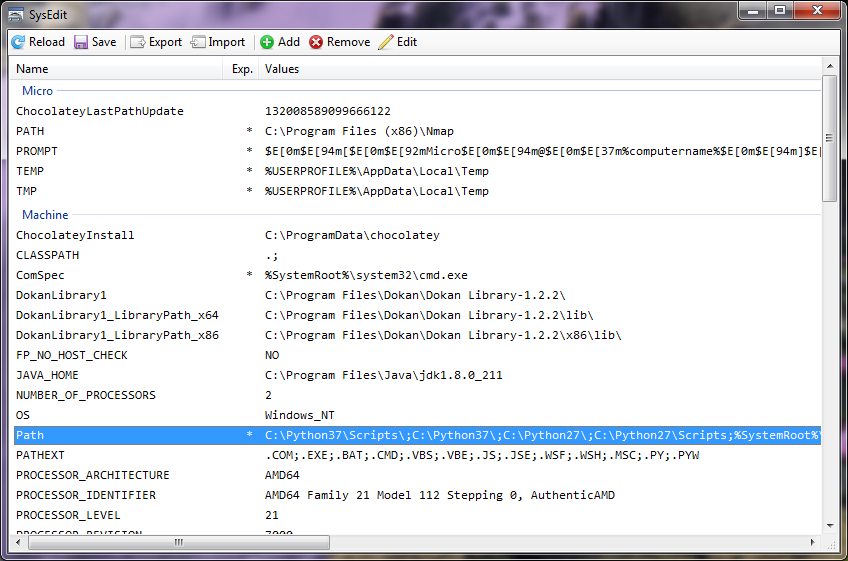 SysEdit
Reload Save Export Import Add Remove Edit
Name Exp. Values
Micro
ChocolateyLastPathUpdate 132008589099666122
PATH * C:\Program Files (x86)\Nmap
PROMPT * $E[0m$E[94m[$E[0m$E[92mMicro$E[0m$E[94m@$E[0m$E[37m%computername%$E[0m$E[94m]$E[
TEMP * %USERPROFILE%\AppData\Local\Temp
TMP * %USERPROFILE%\AppData\Local\Temp
Machine
ChocolateyInstall C:\ProgramData\chocolatey
CLASSPATH .;
ComSpec * %SystemRoot%\system32\cmd.exe
DokanLibrary1 C:\Program Files\Dokan\Dokan Library-1.2.2\
DokanLibrary1_LibraryPath_x64 C:\Program Files\Dokan\Dokan Library-1.2.2\lib\
DokanLibrary1_LibraryPath_x86 C:\Program Files\Dokan\Dokan Library-1.2.2\x86\lib\
FP_NO_HOST_CHECK NO
JAVA_HOME C:\Program Files\Java\jdk1.8.0_211
NUMBER_OF_PROCESSORS 2
OS Windows_NT
Path * C:\Python37\Scripts\;C:\Python37\;C:\Python27\;C:\Python27\Scripts;%SystemRoot%\
PATHEXT .COM;.EXE;.BAT;.CMD;.VBS;.VBE;.JS;.JSE;.WSF;.WSH;.MSC;.PY;.PYW
PROCESSOR_ARCHITECTURE AMD64
PROCESSOR_IDENTIFIER AMD64 Family 21 Model 112 Stepping 0, AuthenticAMD
PROCESSOR_LEVEL 21